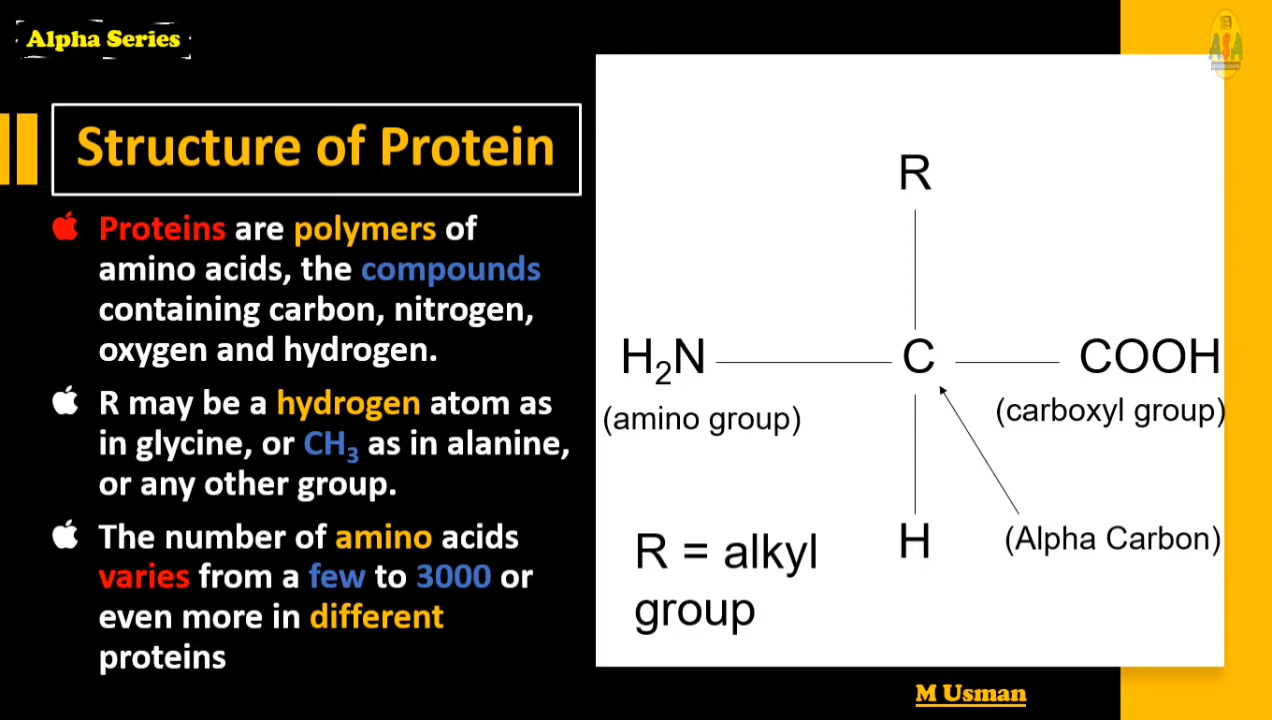 Alpha Series
Structure of Protein
Proteins are polymers of
amino acids, the compounds
containing carbon, nitrogen,
oxygen and hydrogen.
R may be a hydrogen atom as
in glycine, or CH₃ as in alanine,
or any other group.
The number of amino acids
varies from a few to 3000 or
even more in different
proteins
R
H₂N C COOH
(amino group) (carboxyl group)
H (Alpha Carbon)
R = alkyl
group
M Usman
ASA